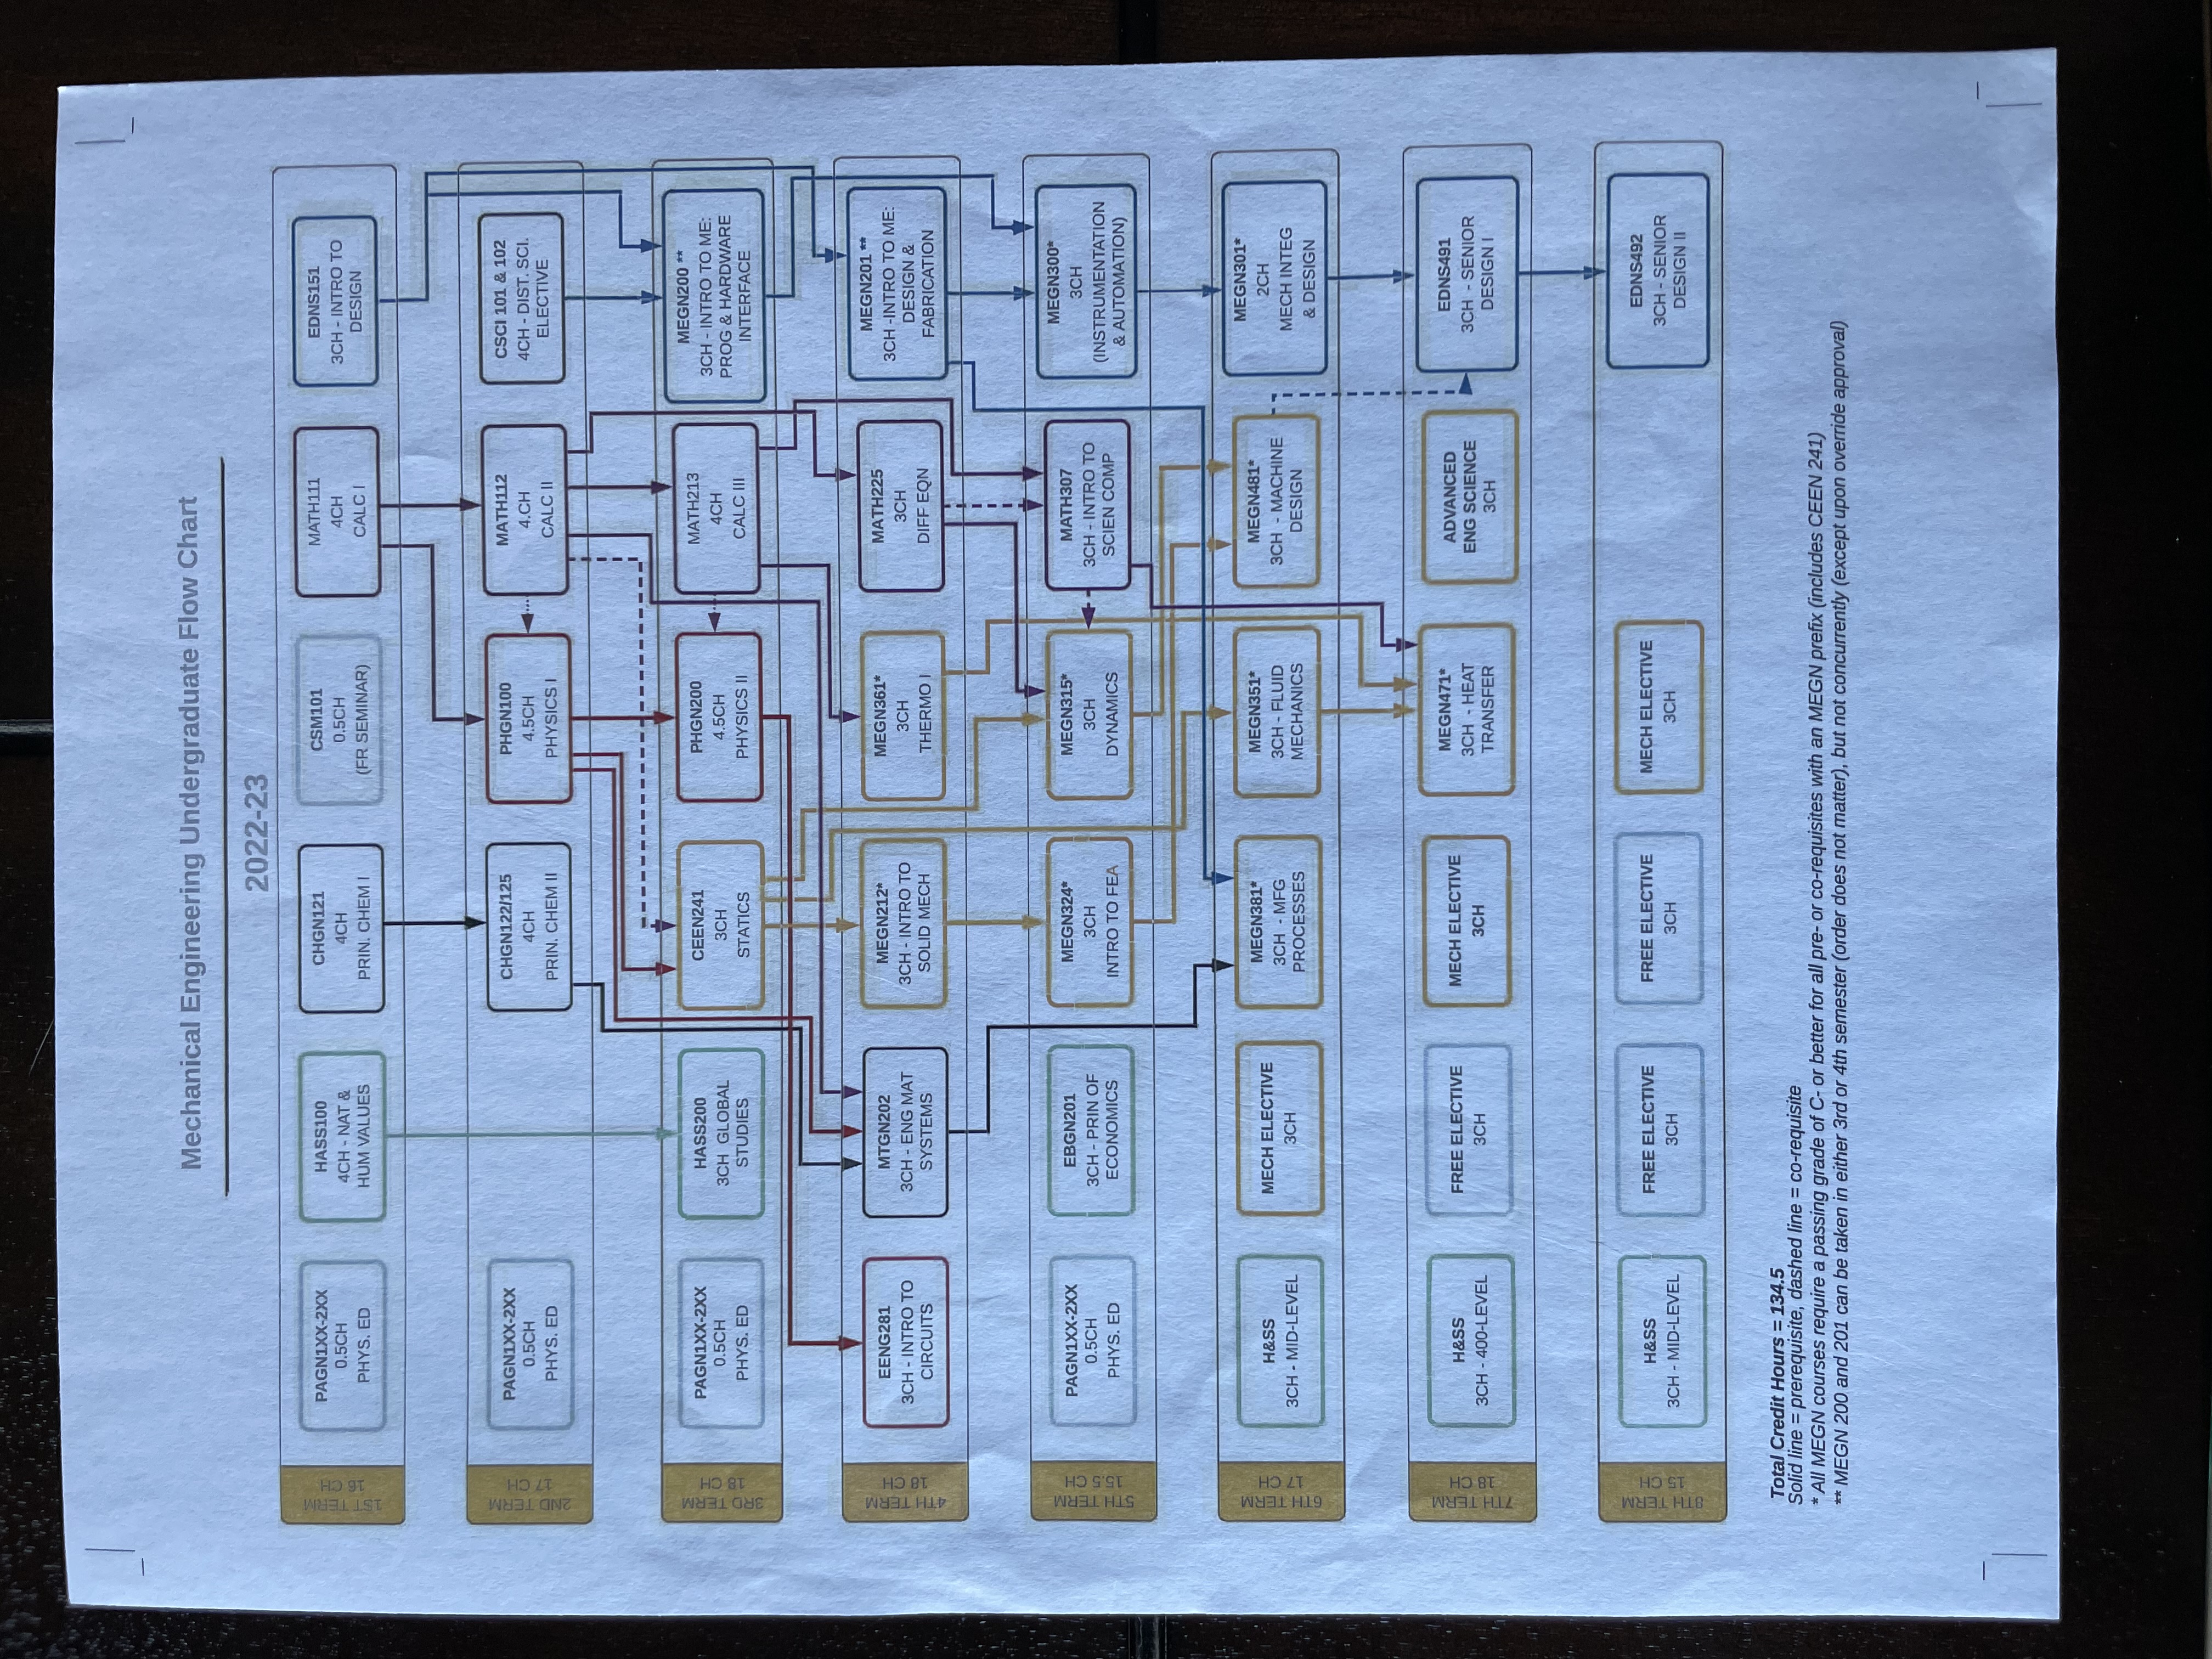 Mechanical Engineering Undergraduate Flow Chart
2022-23
1ST TERM
16 CH
PAGN1XX-2XX
0.5CH
PHYS. ED
HASS100
4CH - NAT &
HUM VALUES
CHGN121
4CH
PRIN. CHEM I
CSM101
0.5CH
(FR SEMINAR)
MATH111
4CH
CALC I
EDNS151
3CH - INTRO TO
DESIGN
2ND TERM
17 CH
PAGN1XX-2XX
0.5CH
PHYS. ED
CHGN122/125
4CH
PRIN. CHEM II
PHGN100
4.5CH
PHYSICS I
MATH112
4.CH
CALC II
CSCI 101 & 102
4CH - DIST. SCI.
ELECTIVE
3RD TERM
18 CH
PAGN1XX-2XX
0.5CH
PHYS. ED
HASS200
3CH GLOBAL
STUDIES
CEEN241
3CH
STATICS
PHGN200
4.5CH
PHYSICS II
MATH213
4CH
CALC III
MEGN200 **
3CH - INTRO TO ME:
PROG & HARDWARE
INTERFACE
4TH TERM
18 CH
EENG281
3CH - INTRO TO
CIRCUITS
MTGN202
3CH - ENG MAT
SYSTEMS
MEGN212*
3CH - INTRO TO
SOLID MECH
MEGN361*
3CH
THERMO I
MATH225
3CH
DIFF EQN
MEGN201 **
3CH -INTRO TO ME:
DESIGN &
FABRICATION
5TH TERM
15.5 CH
PAGN1XX-2XX
0.5CH
PHYS. ED
EBGN201
3CH - PRIN OF
ECONOMICS
MEGN324*
3CH
INTRO TO FEA
MEGN315*
3CH
DYNAMICS
MATH307
3CH - INTRO TO
SCIEN COMP
MEGN300*
3CH
(INSTRUMENTATION
& AUTOMATION)
6TH TERM
17 CH
H&SS
3CH - MID-LEVEL
MECH ELECTIVE
3CH
MEGN381*
3CH - MFG
PROCESSES
MEGN351*
3CH - FLUID
MECHANICS
MEGN481*
3CH - MACHINE
DESIGN
MEGN301*
2CH
MECH INTEG
& DESIGN
7TH TERM
18 CH
H&SS
3CH - 400-LEVEL
FREE ELECTIVE
3CH
MECH ELECTIVE
3CH
MEGN471*
3CH - HEAT
TRANSFER
ADVANCED
ENG SCIENCE
3CH
EDNS491
3CH - SENIOR
DESIGN I
8TH TERM
15 CH
H&SS
3CH - MID-LEVEL
FREE ELECTIVE
3CH
FREE ELECTIVE
3CH
MECH ELECTIVE
3CH
EDNS492
3CH - SENIOR
DESIGN II
Total Credit Hours = 134.5
Solid line = prerequisite, dashed line = co-requisite
* All MEGN courses require a passing grade of C- or better for all pre- or co-requisites with an MEGN prefix (includes CEEN 241)
** MEGN 200 and 201 can be taken in either 3rd or 4th semester (order does not matter), but not concurrently (except upon override approval)